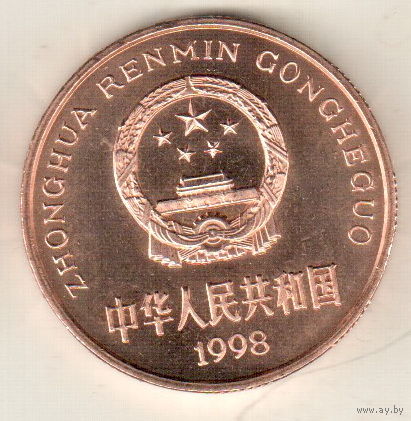 ZHONGHUA RENMIN GONGHEGUO
中华人民共和国
1998
www.ay.by